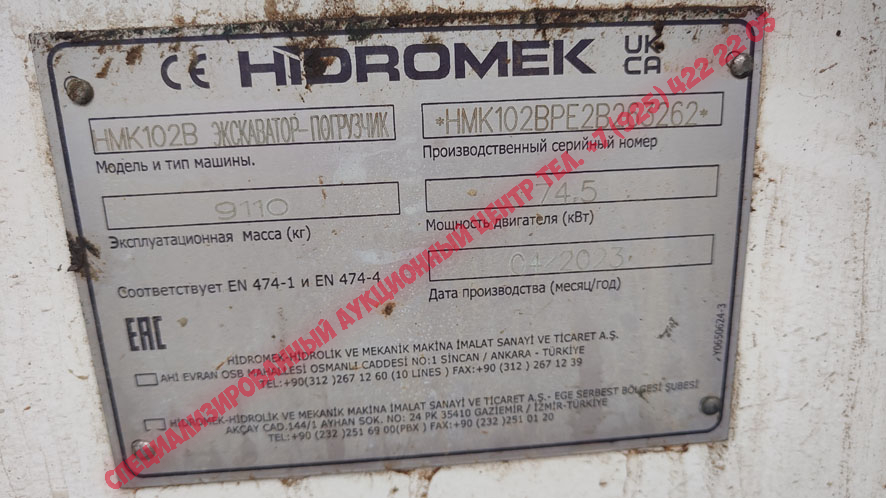 CE HiDROMEK UK CA
HMK102B ЭКСКАВАТОР-ПОГРУЗЧИК
Модель и тип машины.
Производственный серийный номер
9110
Эксплуатационная масса (кг)
74.5
Мощность двигателя (кВт)
04/2023
Дата производства (месяц/год)
Соответствует EN 474-1 и EN 474-4
EAC
HİDROMEK-HİDROLİK VE MEKANİK MAKİNA İMALAT SANAYİ VE TİCARET A.Ş.
AHİ EVRAN OSB MAHALLESİ OSMANLI CADDESİ NO:1 SİNCAN / ANKARA - TÜRKİYE
TEL:+90(312 )267 12 60 (10 LINES ) FAX:+90 (312 ) 267 12 39
HİDROMEK-HİDROLİK VE MEKANİK MAKİNA İMALAT SANAYİ VE TİCARET A.Ş.- EGE SERBEST BÖLGESİ ŞUBESİ
AKÇAY CAD.144/1 AYHAN SOK. NO: 24 PK 35410 GAZİEMİR / İZMİR-TÜRKİYE
TEL:+90 (232 )251 69 00(PBX ) FAX:+90 (232 )251 01 20
Y0650624-3
СПЕЦИАЛИЗИРОВАННЫЙ АУКЦИОННЫЙ ЦЕНТР ТЕЛ. +7 (925) 422 22 05